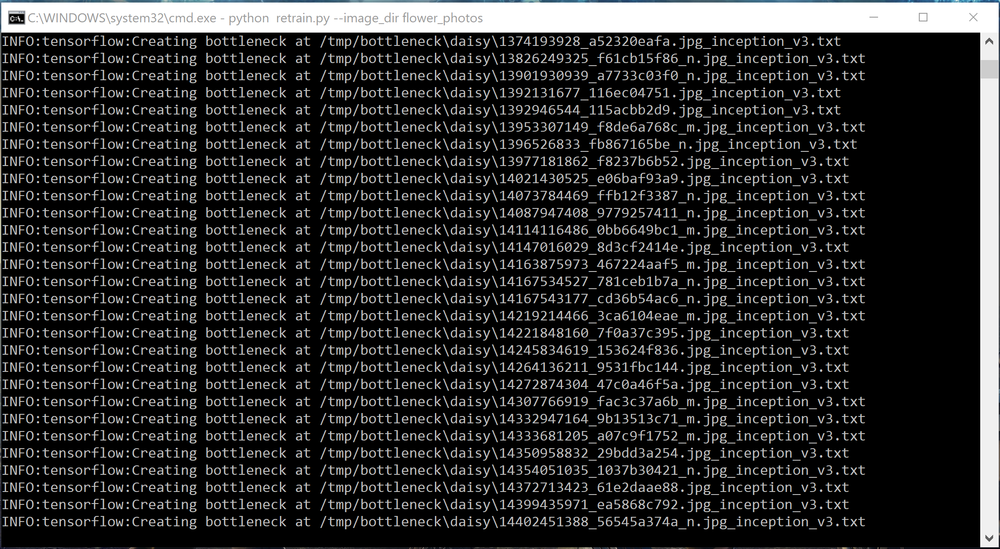 C:\WINDOWS\system32\cmd.exe - python  retrain.py --image_dir flower_photos
INFO:tensorflow:Creating bottleneck at /tmp/bottleneck\daisy\1374193928_a52320eafa.jpg_inception_v3.txt
INFO:tensorflow:Creating bottleneck at /tmp/bottleneck\daisy\13826249325_f61cb15f86_n.jpg_inception_v3.txt
INFO:tensorflow:Creating bottleneck at /tmp/bottleneck\daisy\13901930939_a7733c03f0_n.jpg_inception_v3.txt
INFO:tensorflow:Creating bottleneck at /tmp/bottleneck\daisy\1392131677_116ec04751.jpg_inception_v3.txt
INFO:tensorflow:Creating bottleneck at /tmp/bottleneck\daisy\1392946544_115acbb2d9.jpg_inception_v3.txt
INFO:tensorflow:Creating bottleneck at /tmp/bottleneck\daisy\13953307149_f8de6a768c_m.jpg_inception_v3.txt
INFO:tensorflow:Creating bottleneck at /tmp/bottleneck\daisy\1396526833_fb867165be_n.jpg_inception_v3.txt
INFO:tensorflow:Creating bottleneck at /tmp/bottleneck\daisy\13977181862_f8237b6b52.jpg_inception_v3.txt
INFO:tensorflow:Creating bottleneck at /tmp/bottleneck\daisy\14021430525_e06baf93a9.jpg_inception_v3.txt
INFO:tensorflow:Creating bottleneck at /tmp/bottleneck\daisy\14073784469_ffb12f3387_n.jpg_inception_v3.txt
INFO:tensorflow:Creating bottleneck at /tmp/bottleneck\daisy\14087947408_9779257411_n.jpg_inception_v3.txt
INFO:tensorflow:Creating bottleneck at /tmp/bottleneck\daisy\14114116486_0bb6649bc1_m.jpg_inception_v3.txt
INFO:tensorflow:Creating bottleneck at /tmp/bottleneck\daisy\14147016029_8d3cf2414e.jpg_inception_v3.txt
INFO:tensorflow:Creating bottleneck at /tmp/bottleneck\daisy\14163875973_467224aaf5_m.jpg_inception_v3.txt
INFO:tensorflow:Creating bottleneck at /tmp/bottleneck\daisy\14167534527_781ceb1b7a_n.jpg_inception_v3.txt
INFO:tensorflow:Creating bottleneck at /tmp/bottleneck\daisy\14167543177_cd36b54ac6_n.jpg_inception_v3.txt
INFO:tensorflow:Creating bottleneck at /tmp/bottleneck\daisy\14219214466_3ca6104eae_m.jpg_inception_v3.txt
INFO:tensorflow:Creating bottleneck at /tmp/bottleneck\daisy\14221848160_7f0a37c395.jpg_inception_v3.txt
INFO:tensorflow:Creating bottleneck at /tmp/bottleneck\daisy\14245834619_153624f836.jpg_inception_v3.txt
INFO:tensorflow:Creating bottleneck at /tmp/bottleneck\daisy\14264136211_9531fbc144.jpg_inception_v3.txt
INFO:tensorflow:Creating bottleneck at /tmp/bottleneck\daisy\14272874304_47c0a46f5a.jpg_inception_v3.txt
INFO:tensorflow:Creating bottleneck at /tmp/bottleneck\daisy\14307766919_fac3c37a6b_m.jpg_inception_v3.txt
INFO:tensorflow:Creating bottleneck at /tmp/bottleneck\daisy\14332947164_9b13513c71_m.jpg_inception_v3.txt
INFO:tensorflow:Creating bottleneck at /tmp/bottleneck\daisy\14333681205_a07c9f1752_m.jpg_inception_v3.txt
INFO:tensorflow:Creating bottleneck at /tmp/bottleneck\daisy\14350958832_29bdd3a254.jpg_inception_v3.txt
INFO:tensorflow:Creating bottleneck at /tmp/bottleneck\daisy\14354051035_1037b30421_n.jpg_inception_v3.txt
INFO:tensorflow:Creating bottleneck at /tmp/bottleneck\daisy\14372713423_61e2daae88.jpg_inception_v3.txt
INFO:tensorflow:Creating bottleneck at /tmp/bottleneck\daisy\14399435971_ea5868c792.jpg_inception_v3.txt
INFO:tensorflow:Creating bottleneck at /tmp/bottleneck\daisy\14402451388_56545a374a_n.jpg_inception_v3.txt